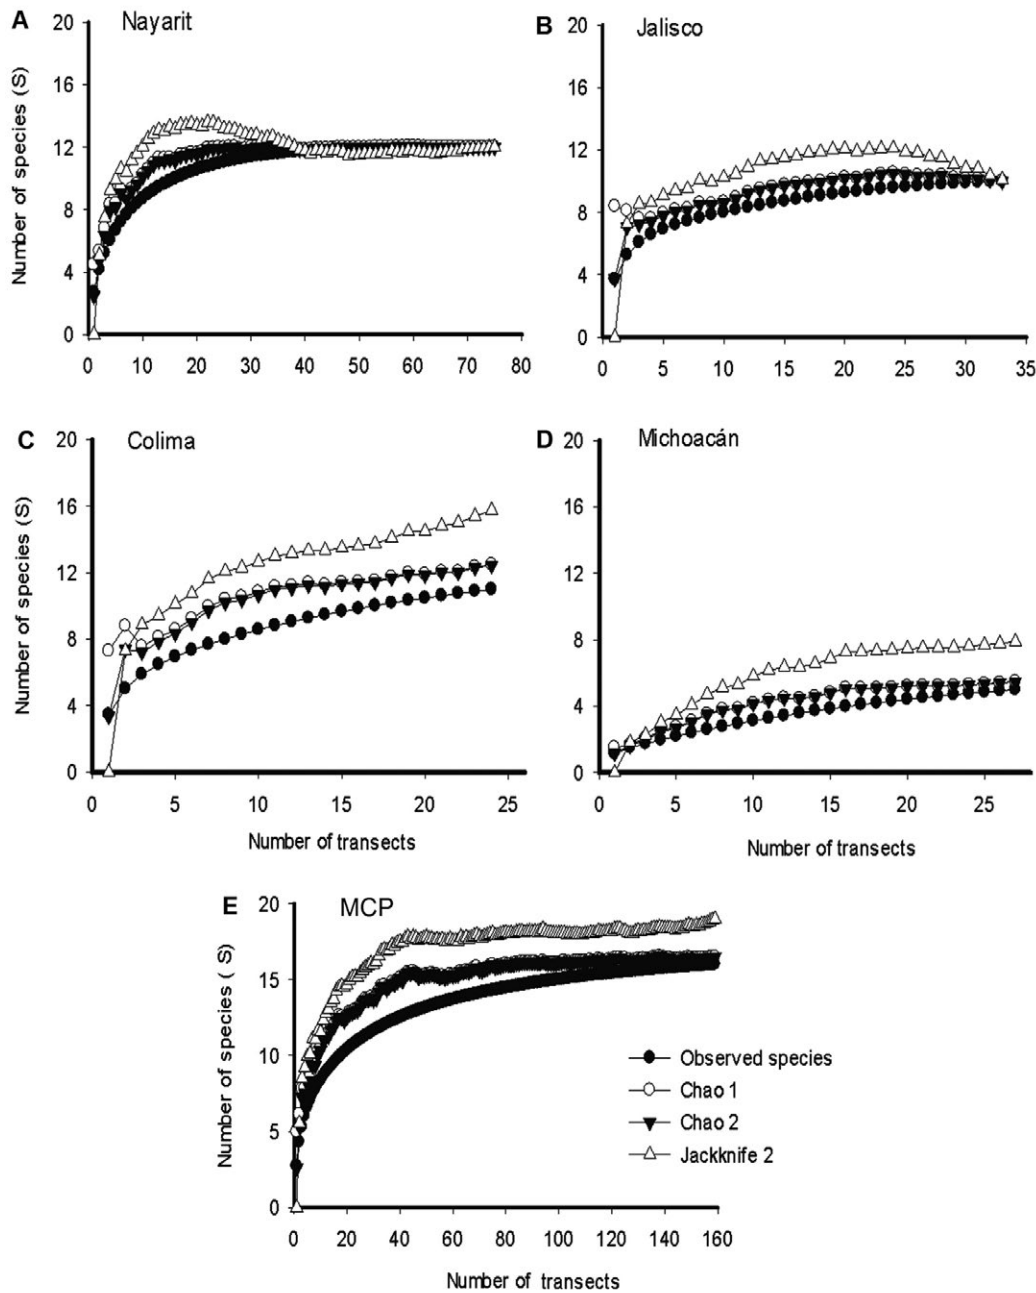 A Nayarit
Number of species (S)
20
16
12
8
4
0
0 10 20 30 40 50 60 70 80
B Jalisco
20
16
12
8
4
0
0 5 10 15 20 25 30 35
C Colima
Number of species (S)
20
16
12
8
4
0
0 5 10 15 20 25
Number of transects
D Michoacán
20
16
12
8
4
0
0 5 10 15 20 25
Number of transects
E MCP
Number of species ( S)
20
15
10
5
0
0 20 40 60 80 100 120 140 160
Number of transects
Observed species
Chao 1
Chao 2
Jackknife 2